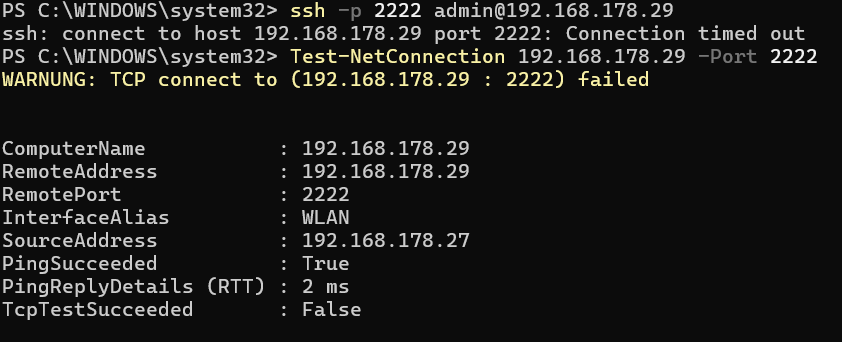 PS C:\WINDOWS\system32> ssh -p 2222 admin@192.168.178.29
ssh: connect to host 192.168.178.29 port 2222: Connection timed out
PS C:\WINDOWS\system32> Test-NetConnection 192.168.178.29 -Port 2222
WARNUNG: TCP connect to (192.168.178.29 : 2222) failed

ComputerName           : 192.168.178.29
RemoteAddress          : 192.168.178.29
RemotePort             : 2222
InterfaceAlias         : WLAN
SourceAddress          : 192.168.178.27
PingSucceeded          : True
PingReplyDetails (RTT) : 2 ms
TcpTestSucceeded       : False